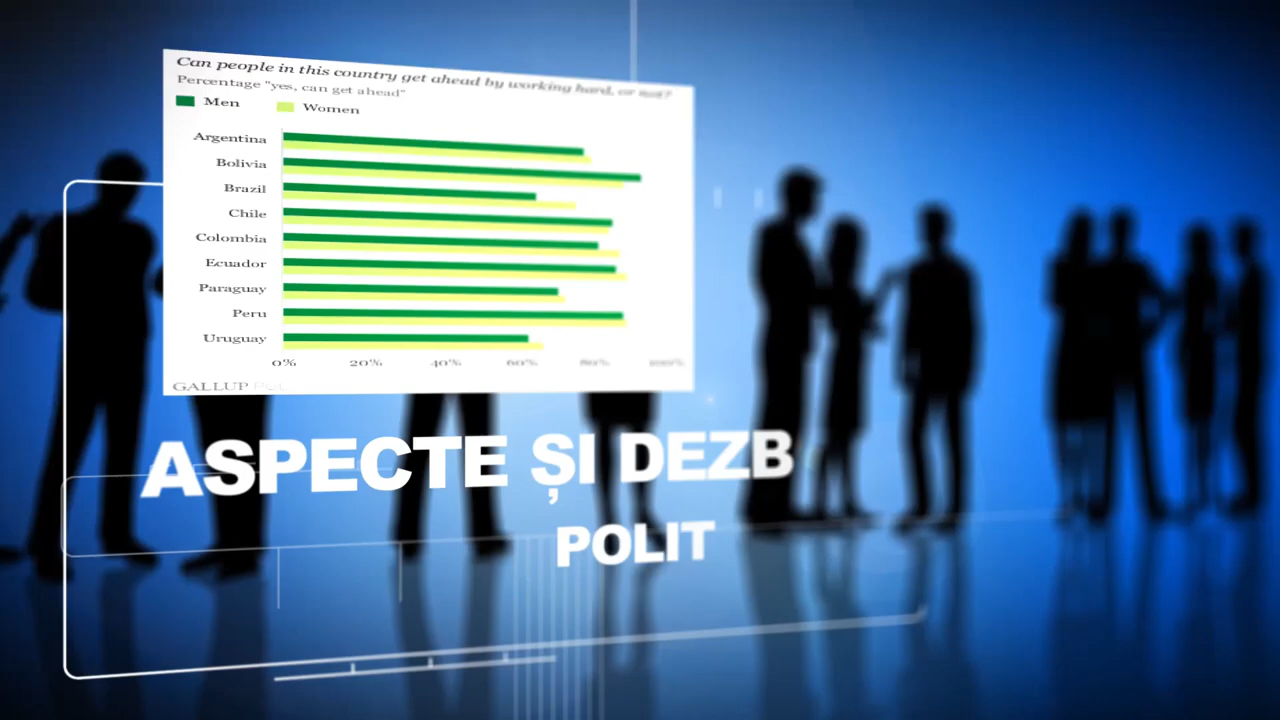 Can people in this country get ahead by working hard, or not?
Percentage "yes, can get ahead"
Men Women
Argentina
Bolivia
Brazil
Chile
Colombia
Ecuador
Paraguay
Peru
Uruguay
0% 20% 40% 60% 80% 100%
GALLUP
ASPECTE ȘI DEZB
POLIT